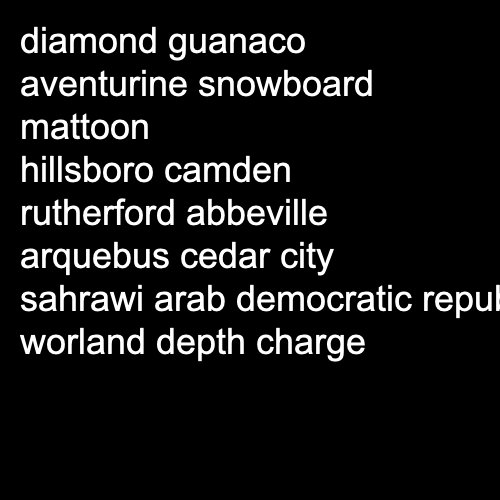 diamond guanaco
aventurine snowboard
mattoon
hillsboro camden
rutherford abbeville
arquebus cedar city
sahrawi arab democratic
worland depth charge